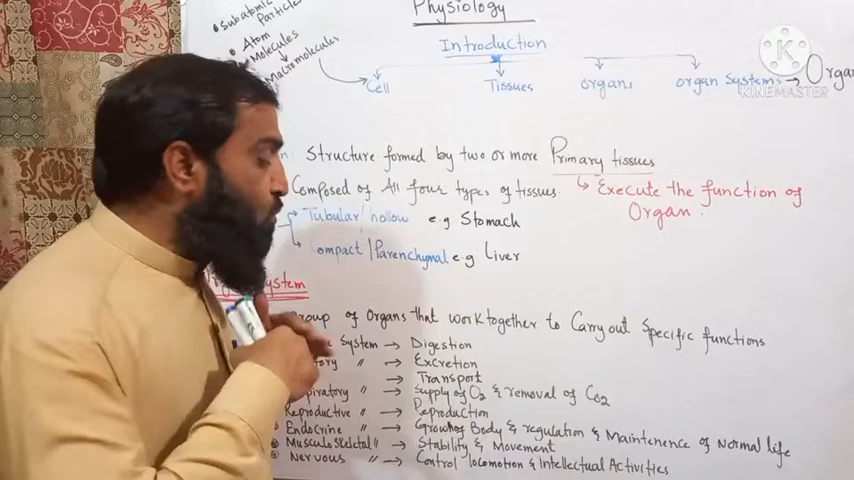 Physiology
• Subatomic Particle
• Atom
• Molecules
Macromolecules
Introduction
Cell Tissues organs organ Systems → Organ
KINEMASTER
Structure formed by two or more Primary tissues
Composed of All four types of tissues. Execute the function of Organ.
Tubular/hollow e.g Stomach
Compact/Parenchymal e.g Liver
System
of Organs that work together to Carry out Specific functions
System → Digestion
" → Excretion
→ Transport
" → Supply of O2 & removal of Co2
Reproductive " → Reproduction
• Endocrine " → Growth of Body & regulation & Maintenence of Normal life
• Musculoskeletal " → Stability & Movement
• Nervous " → Control locomotion & Intellectual Activities